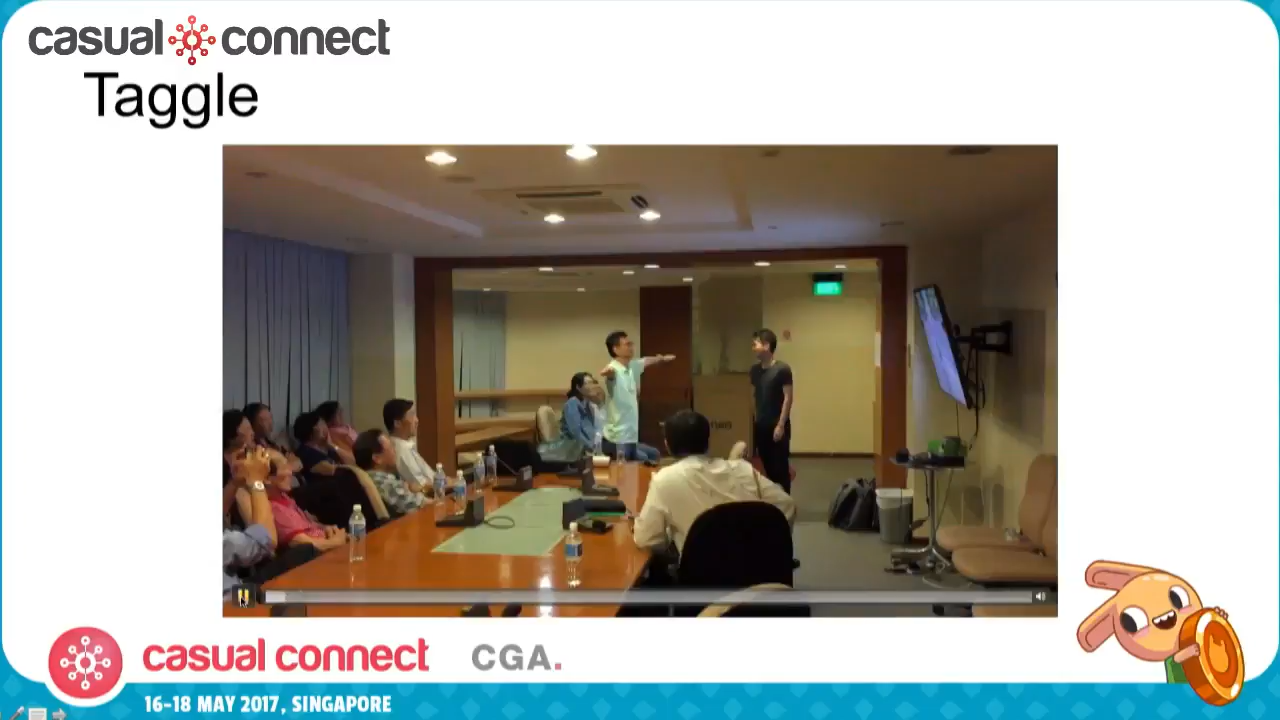 casual connect
Taggle
casual connect CGA.
16-18 MAY 2017, SINGAPORE